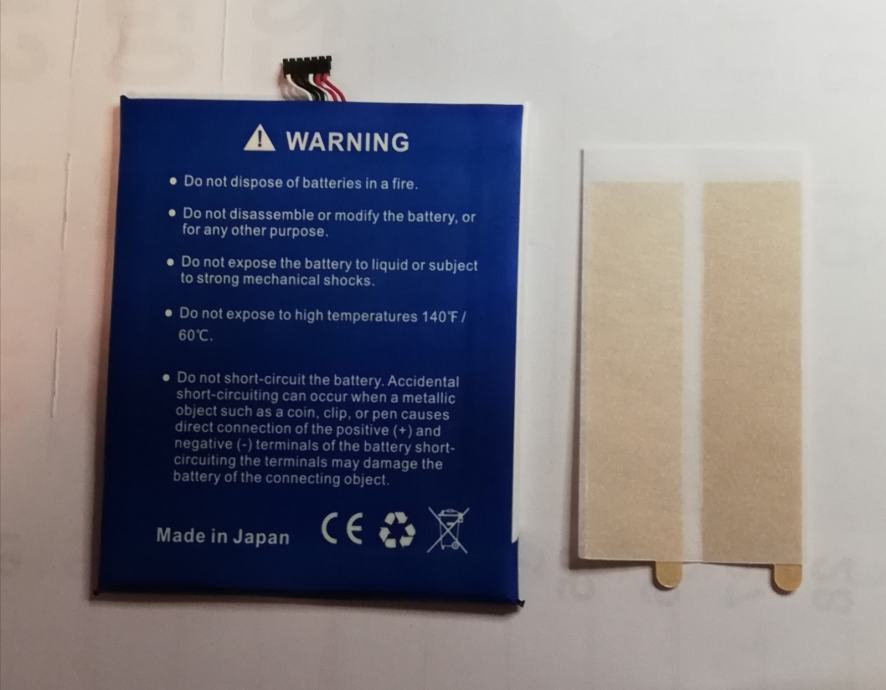 WARNING
• Do not dispose of batteries in a fire.
• Do not disassemble or modify the battery, or
for any other purpose.
• Do not expose the battery to liquid or subject
to strong mechanical shocks.
• Do not expose to high temperatures 140°F /
60℃.
• Do not short-circuit the battery. Accidental
short-circuiting can occur when a metallic
object such as a coin, clip, or pen causes
direct connection of the positive (+) and
negative (-) terminals of the battery short-
circuiting the terminals may damage the
battery of the connecting object.
Made in Japan CE